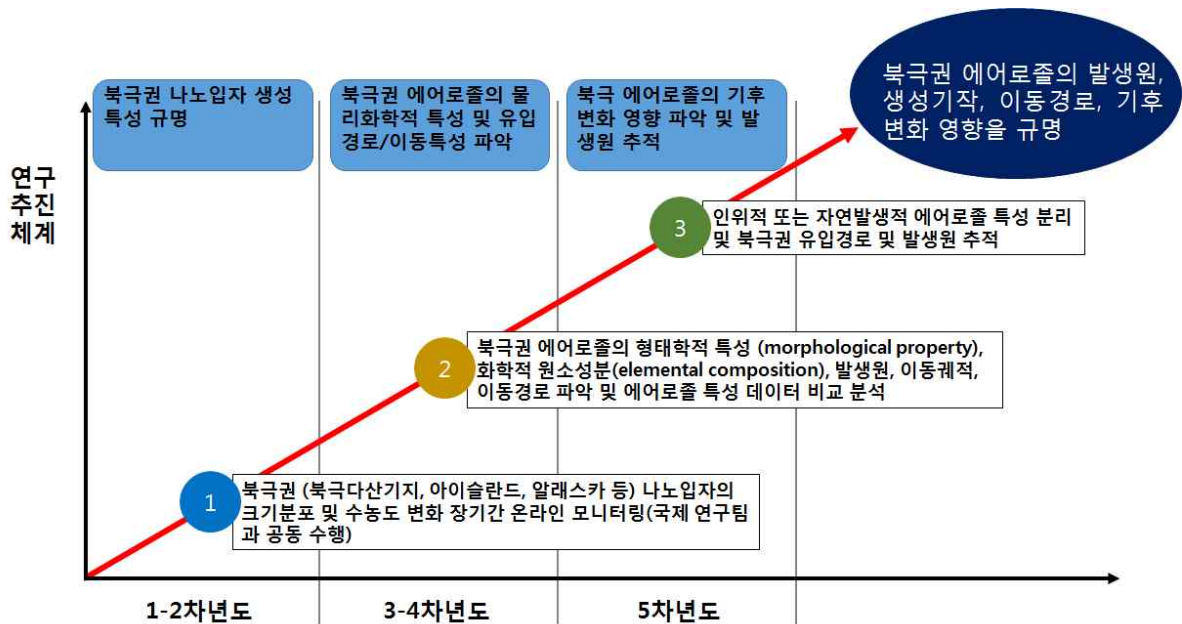 북극권 나노입자 생성
특성 규명
북극권 에어로졸의 물
리화학적 특성 및 유입
경로/이동특성 파악
북극 에어로졸의 기후
변화 영향 파악 및 발
생원 추적
북극권 에어로졸의 발생원,
생성기작, 이동경로, 기후
변화 영향을 규명
연구
추진
체계
3
인위적 또는 자연발생적 에어로졸 특성 분리
및 북극권 유입경로 및 발생원 추적
2
북극권 에어로졸의 형태학적 특성 (morphological property),
화학적 원소성분(elemental composition), 발생원, 이동궤적,
이동경로 파악 및 에어로졸 특성 데이터 비교 분석
1
북극권 (북극다산기지, 아이슬란드, 알래스카 등) 나노입자의
크기분포 및 수농도 변화 장기간 온라인 모니터링(국제 연구팀
과 공동 수행)
1-2차년도
3-4차년도
5차년도